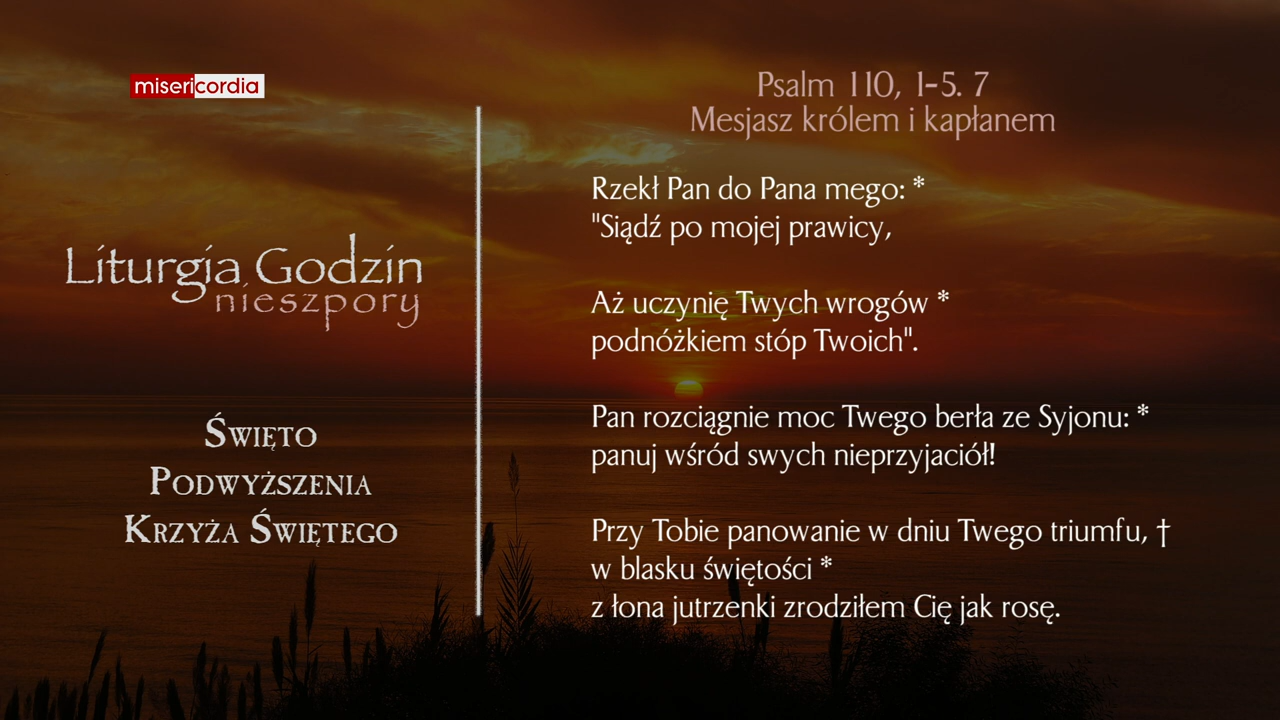 misericordia
Liturgia Godzin
nieszpory
Święto
Podwyższenia
Krzyża Świętego
Psalm 110, 1-5. 7
Mesjasz królem i kapłanem
Rzekł Pan do Pana mego: *
"Siądź po mojej prawicy,
Aż uczynię Twych wrogów *
podnóżkiem stóp Twoich".
Pan rozciągnie moc Twego berła ze Syjonu: *
panuj wśród swych nieprzyjaciół!
Przy Tobie panowanie w dniu Twego triumfu, †
w blasku świętości *
z łona jutrzenki zrodziłem Cię jak rosę.